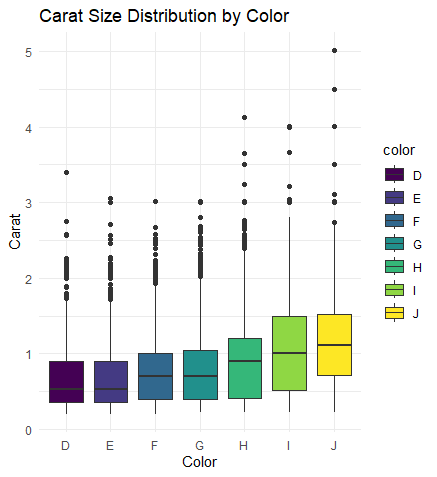 Carat Size Distribution by Color
5
4
3
2
1
0
Carat
D E F G H I J
Color
color
D
E
F
G
H
I
J